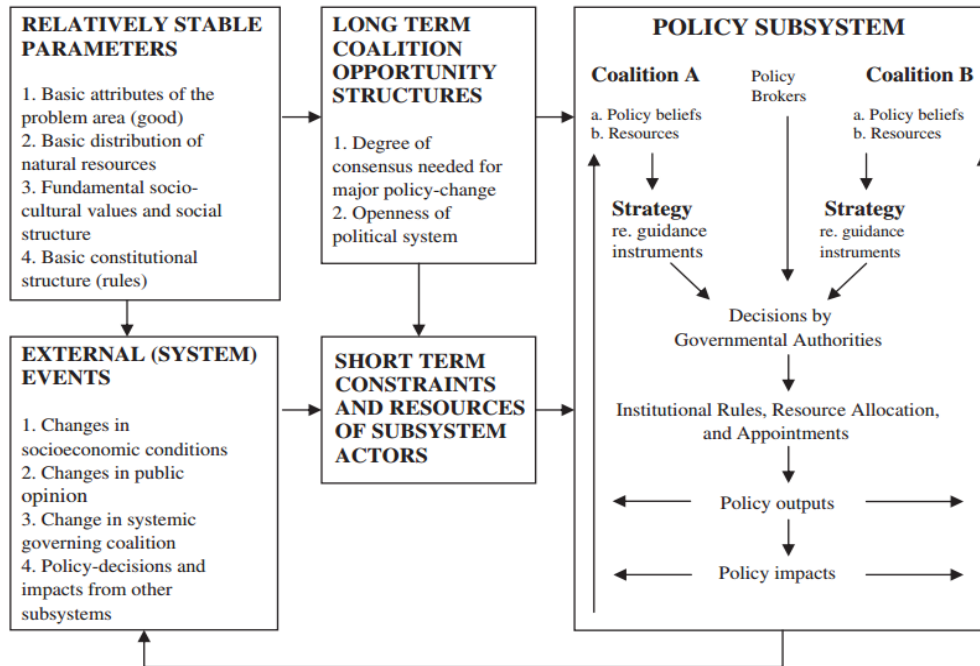 RELATIVELY STABLE
PARAMETERS
1. Basic attributes of the
problem area (good)
2. Basic distribution of
natural resources
3. Fundamental socio-
cultural values and social
structure
4. Basic constitutional
structure (rules)
LONG TERM
COALITION
OPPORTUNITY
STRUCTURES
1. Degree of
consensus needed for
major policy-change
2. Openness of
political system
EXTERNAL (SYSTEM)
EVENTS
1. Changes in
socioeconomic conditions
2. Changes in public
opinion
3. Change in systemic
governing coalition
4. Policy-decisions and
impacts from other
subsystems
SHORT TERM
CONSTRAINTS
AND RESOURCES
OF SUBSYSTEM
ACTORS
POLICY SUBSYSTEM
Coalition A
a. Policy beliefs
b. Resources
Strategy
re. guidance
instruments
Policy
Brokers
Coalition B
a. Policy beliefs
b. Resources
Strategy
re. guidance
instruments
Decisions by
Governmental Authorities
Institutional Rules, Resource Allocation,
and Appointments
Policy outputs
Policy impacts